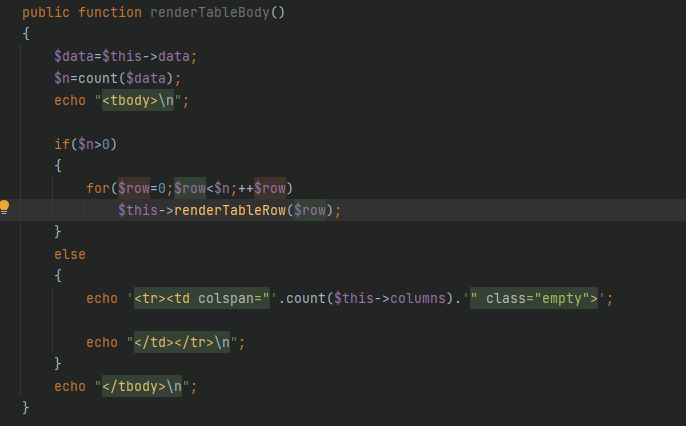 public function renderTableBody()
{
    $data=$this->data;
    $n=count($data);
    echo "<tbody>\n";

    if($n>0)
    {
        for($row=0;$row<$n;++$row)
            $this->renderTableRow($row);
    }
    else
    {
        echo '<tr><td colspan="'.count($this->columns).'" class="empty">';

        echo "</td></tr>\n";
    }
    echo "</tbody>\n";
}